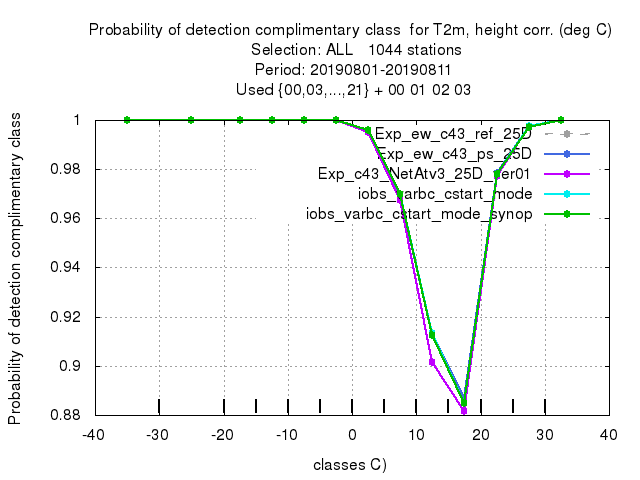 Probability of detection complimentary class  for T2m, height corr. (deg C)
Selection: ALL   1044 stations
Period: 20190801-20190811
Used {00,03,...,21} + 00 01 02 03
Probability of detection complimentary class
1
0.98
0.96
0.94
0.92
0.9
0.88
Exp_ew_c43_ref_25D
Exp_ew_c43_ps_25D
Exp_c43_NetAtv3_25D_ver01
iobs_varbc_cstart_mode
iobs_varbc_cstart_mode_synop
-40 -30 -20 -10 0 10 20 30 40
classes C)